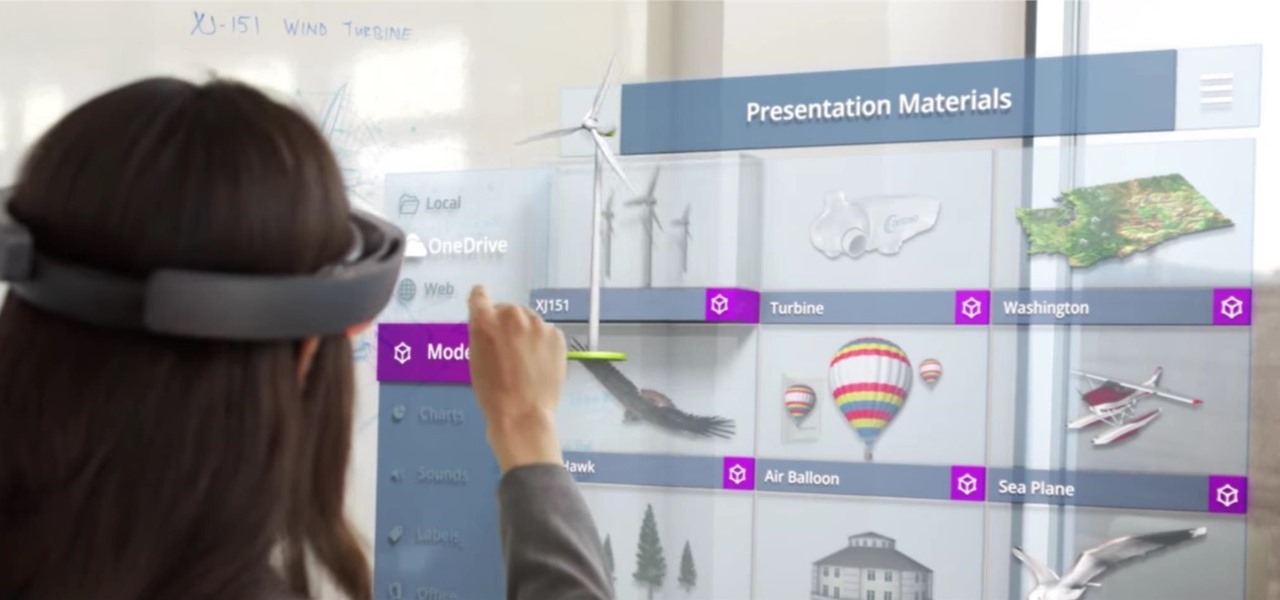 XJ-151 WIND TURBINE
Presentation Materials
Local
OneDrive
Web
Mode
Charts
Sounds
Labels
Office
XJ151
Turbine
Washington
Hawk
Air Balloon
Sea Plane